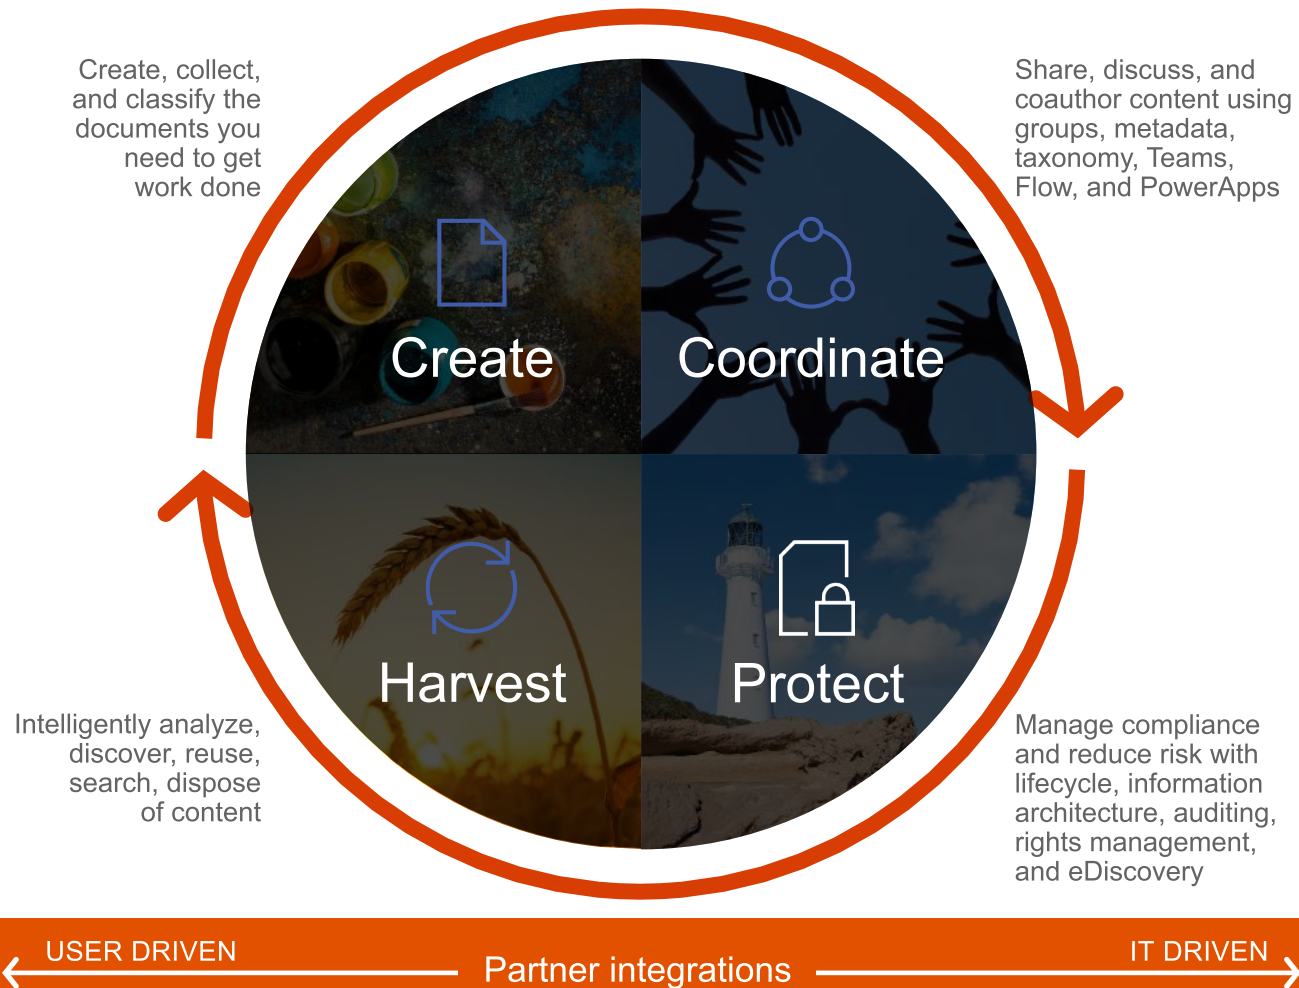 Create, collect,
and classify the
documents you
need to get
work done
Share, discuss, and
coauthor content using
groups, metadata,
taxonomy, Teams,
Flow, and PowerApps
Create
Coordinate
Harvest
Protect
Intelligently analyze,
discover, reuse,
search, dispose
of content
Manage compliance
and reduce risk with
lifecycle, information
architecture, auditing,
rights management,
and eDiscovery
USER DRIVEN
Partner integrations
IT DRIVEN